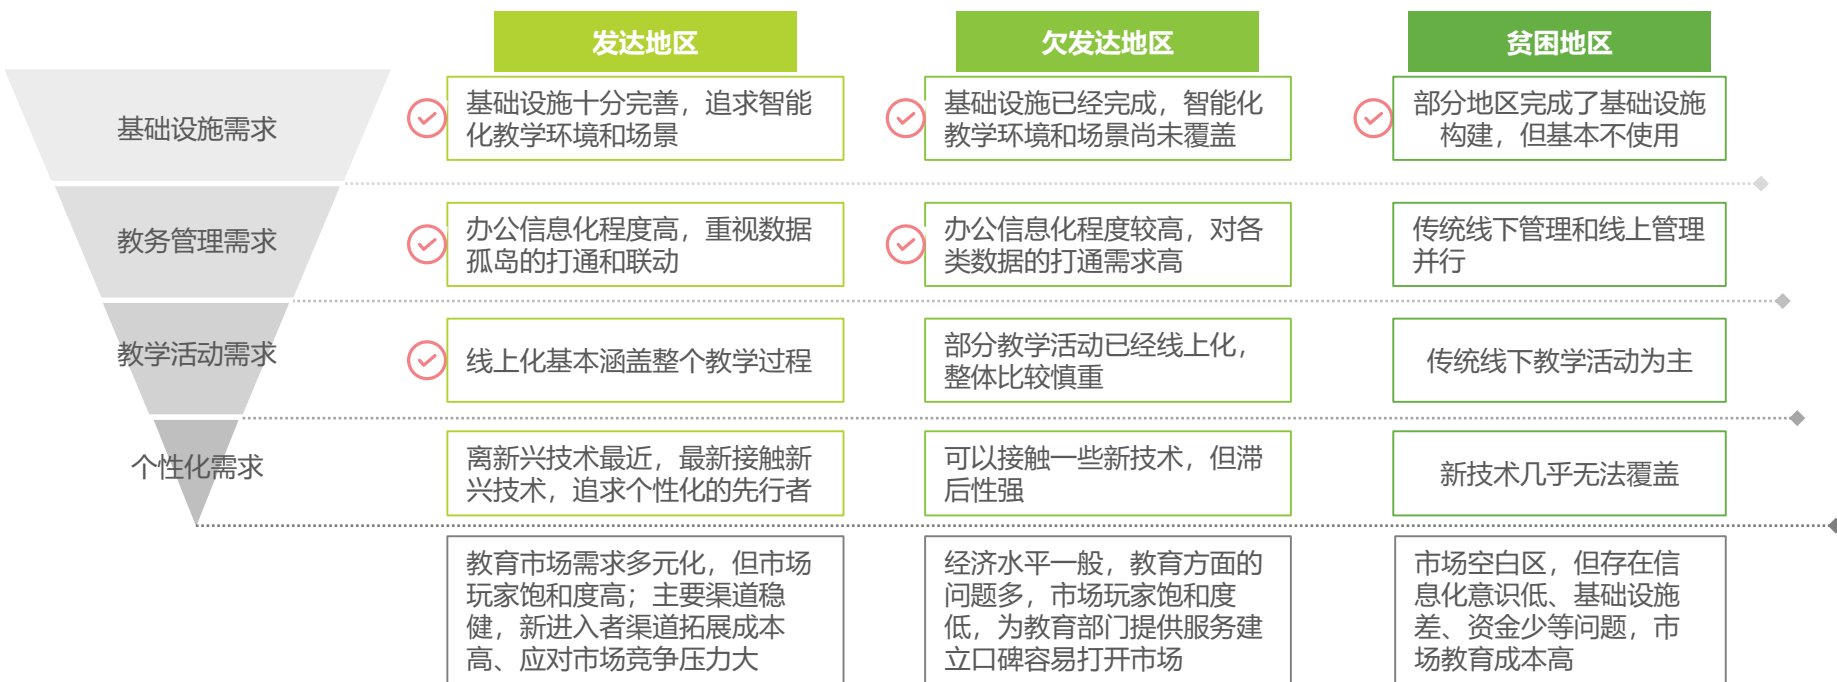 发达地区
欠发达地区
贫困地区
基础设施需求
基础设施十分完善，追求智能
化教学环境和场景
基础设施已经完成，智能化
教学环境和场景尚未覆盖
部分地区完成了基础设施
构建，但基本不使用
教务管理需求
办公信息化程度高，重视数据
孤岛的打通和联动
办公信息化程度较高，对各
类数据的打通需求高
传统线下管理和线上管理
并行
教学活动需求
线上化基本涵盖整个教学过程
部分教学活动已经线上化，
整体比较慎重
传统线下教学活动为主
个性化需求
离新兴技术最近，最新接触新
兴技术，追求个性化的先行者
可以接触一些新技术，但滞
后性强
新技术几乎无法覆盖
教育市场需求多元化，但市场
玩家饱和度高；主要渠道稳
健，新进入者渠道拓展成本
高、应对市场竞争压力大
经济水平一般，教育方面的
问题多，市场玩家饱和度
低，为教育部门提供服务建
立口碑容易打开市场
市场空白区，但存在信
息化意识低、基础设施
差、资金少等问题，市
场教育成本高